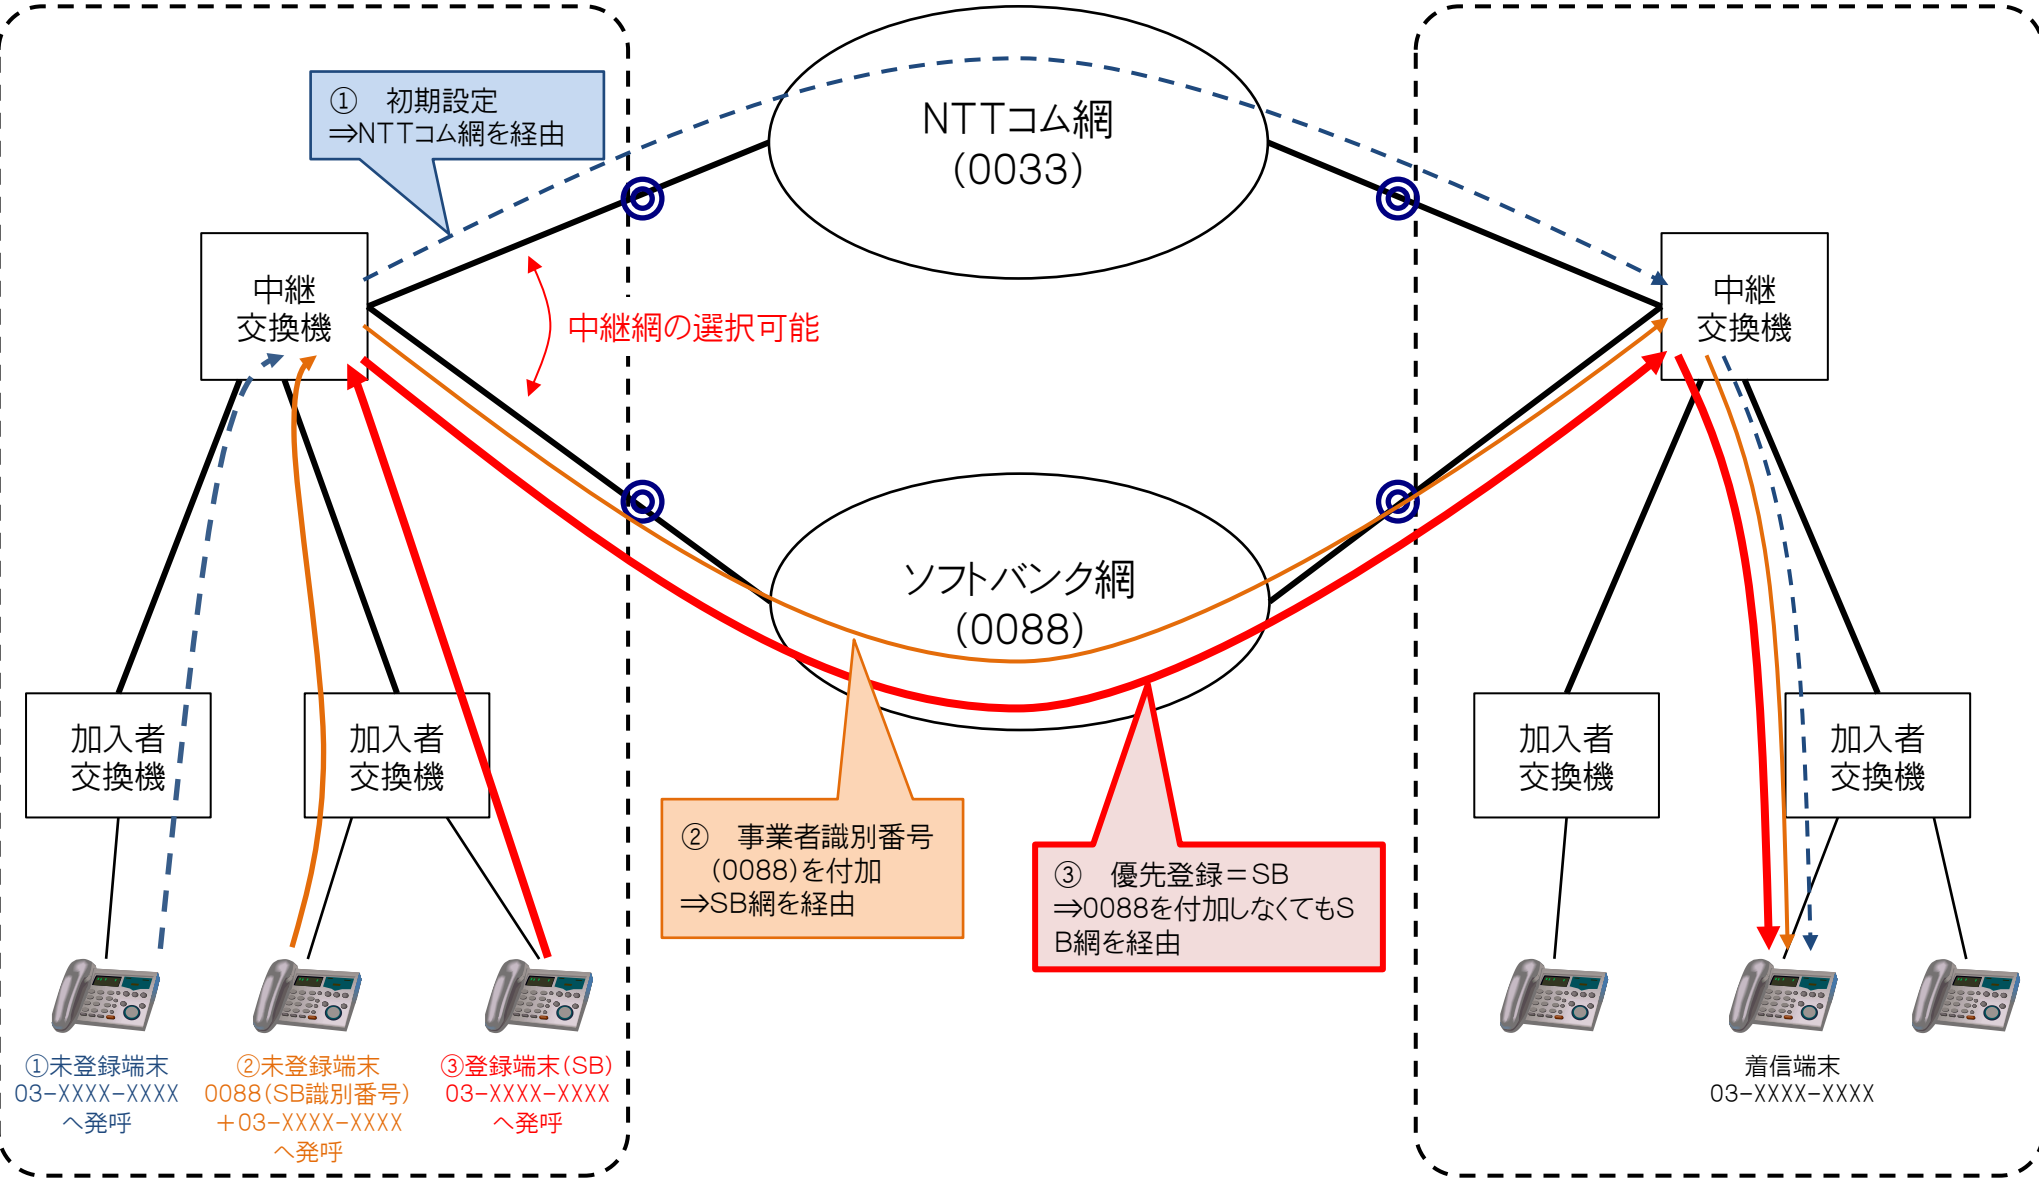 ① 初期設定
⇒NTTコム網を経由
NTTコム網
(0033)
中継
交換機
中継網の選択可能
中継
交換機
ソフトバンク網
(0088)
加入者
交換機
加入者
交換機
② 事業者識別番号
(0088)を付加
⇒SB網を経由
③ 優先登録＝SB
⇒0088を付加しなくてもS
B網を経由
加入者
交換機
加入者
交換機
①未登録端末
03-XXXX-XXXX
へ発呼
②未登録端末
0088(SB識別番号)
＋03-XXXX-XXXX
へ発呼
③登録端末(SB)
03-XXXX-XXXX
へ発呼
着信端末
03-XXXX-XXXX